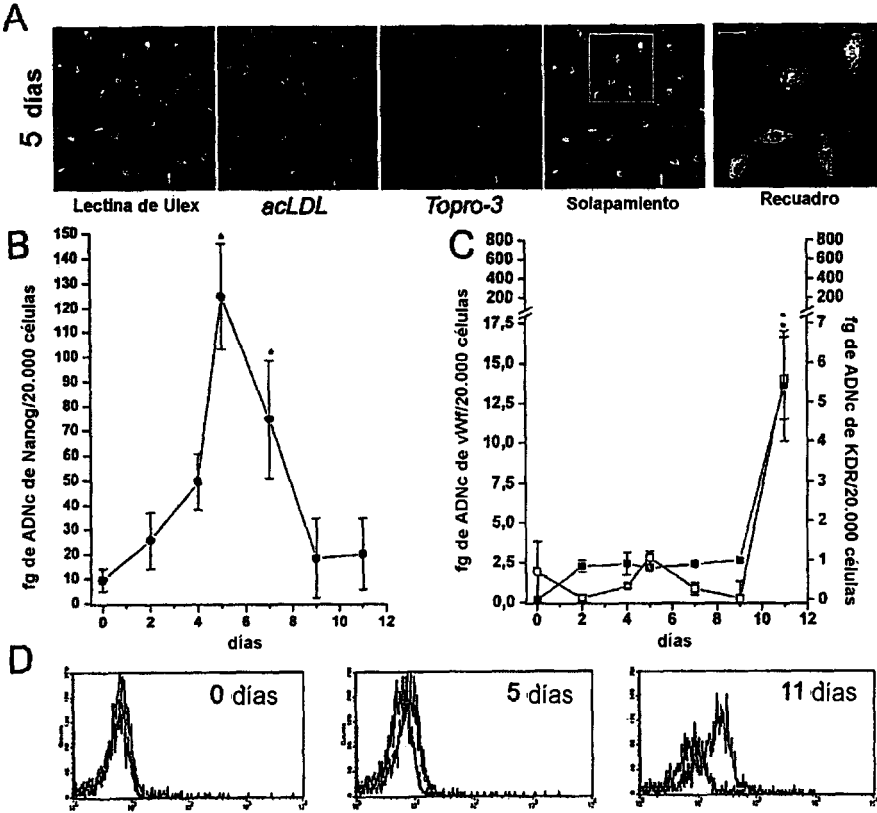 A
5 días
Lectina de Ulex
acLDL
Topro-3
Solapamiento
Recuadro
B
fg de ADNc de Nanog/20.000 células
150
140
130
120
110
100
90
80
70
60
50
40
30
20
10
0
0 2 4 6 8 10 12
días
C
fg de ADNc de vWf/20.000 células
800
600
400
200
17,5
15,0
12,5
10,0
7,5
5,0
2,5
0,0
0 2 4 6 8 10 12
días
800
600
400
200
7
6
5
4
3
2
1
0
fg de ADNc de KDR/20.000 células
D
0 días
5 días
11 días